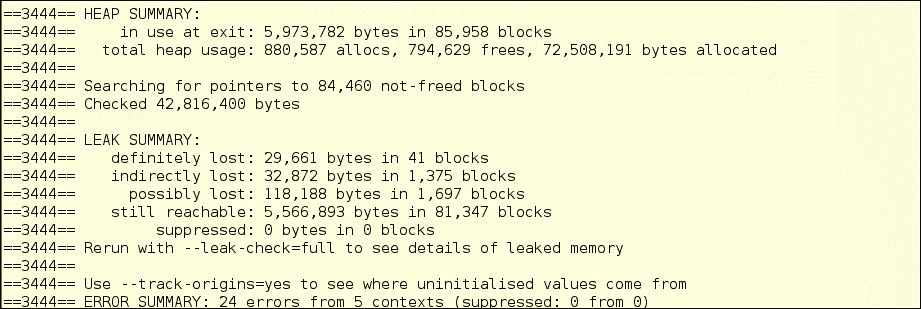 ==3444== HEAP SUMMARY:
==3444==     in use at exit: 5,973,782 bytes in 85,958 blocks
==3444==   total heap usage: 880,587 allocs, 794,629 frees, 72,508,191 bytes allocated
==3444==
==3444== Searching for pointers to 84,460 not-freed blocks
==3444== Checked 42,816,400 bytes
==3444==
==3444== LEAK SUMMARY:
==3444==    definitely lost: 29,661 bytes in 41 blocks
==3444==    indirectly lost: 32,872 bytes in 1,375 blocks
==3444==      possibly lost: 118,188 bytes in 1,697 blocks
==3444==    still reachable: 5,566,893 bytes in 81,347 blocks
==3444==         suppressed: 0 bytes in 0 blocks
==3444== Rerun with --leak-check=full to see details of leaked memory
==3444==
==3444== Use --track-origins=yes to see where uninitialised values come from
==3444== ERROR SUMMARY: 24 errors from 5 contexts (suppressed: 0 from 0)